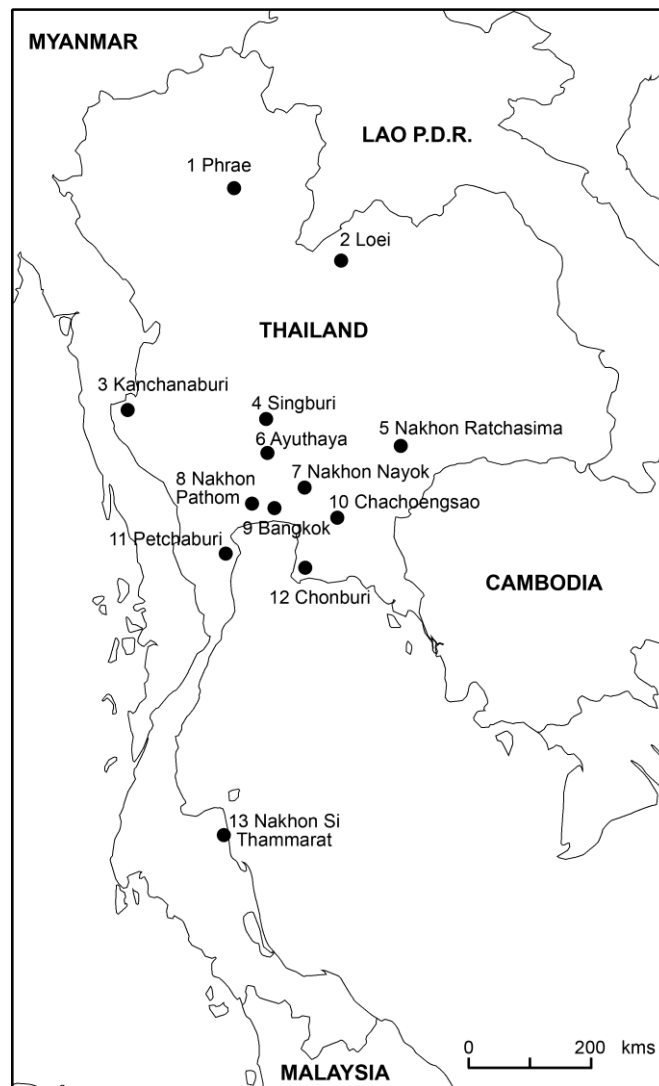 MYANMAR
LAO P.D.R.
1 Phrae
2 Loei
THAILAND
3 Kanchanaburi
4 Singburi
5 Nakhon Ratchasima
6 Ayuthaya
7 Nakhon Nayok
8 Nakhon
Pathom
10 Chachoengsao
9 Bangkok
11 Petchaburi
CAMBODIA
12 Chonburi
13 Nakhon Si
Thammarat
0 200 kms
MALAYSIA